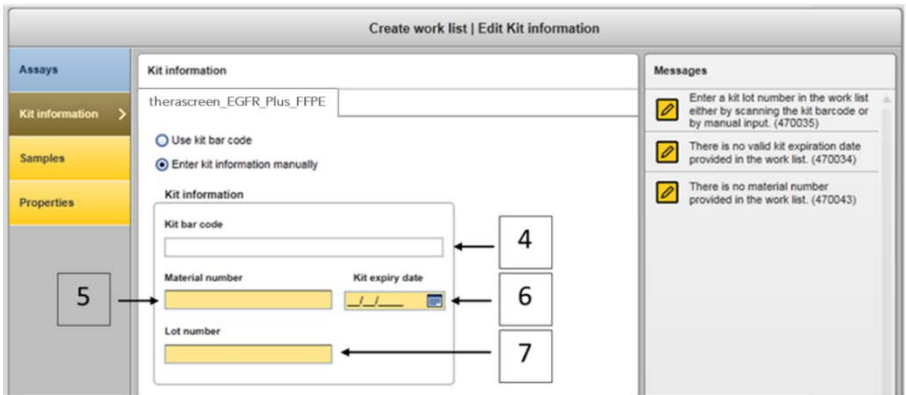 Create work list | Edit Kit information
Assays
Kit information >
Samples
Properties
Kit information
therascreen_EGFR_Plus_FFPE
Use kit bar code
Enter kit information manually
Kit information
Kit bar code
4
Material number
Kit expiry date
5
__/__/____
6
Lot number
7
Messages
Enter a kit lot number in the work list
either by scanning the kit barcode or
by manual input. (470035)
There is no valid kit expiration date
provided in the work list. (470034)
There is no material number
provided in the work list. (470043)